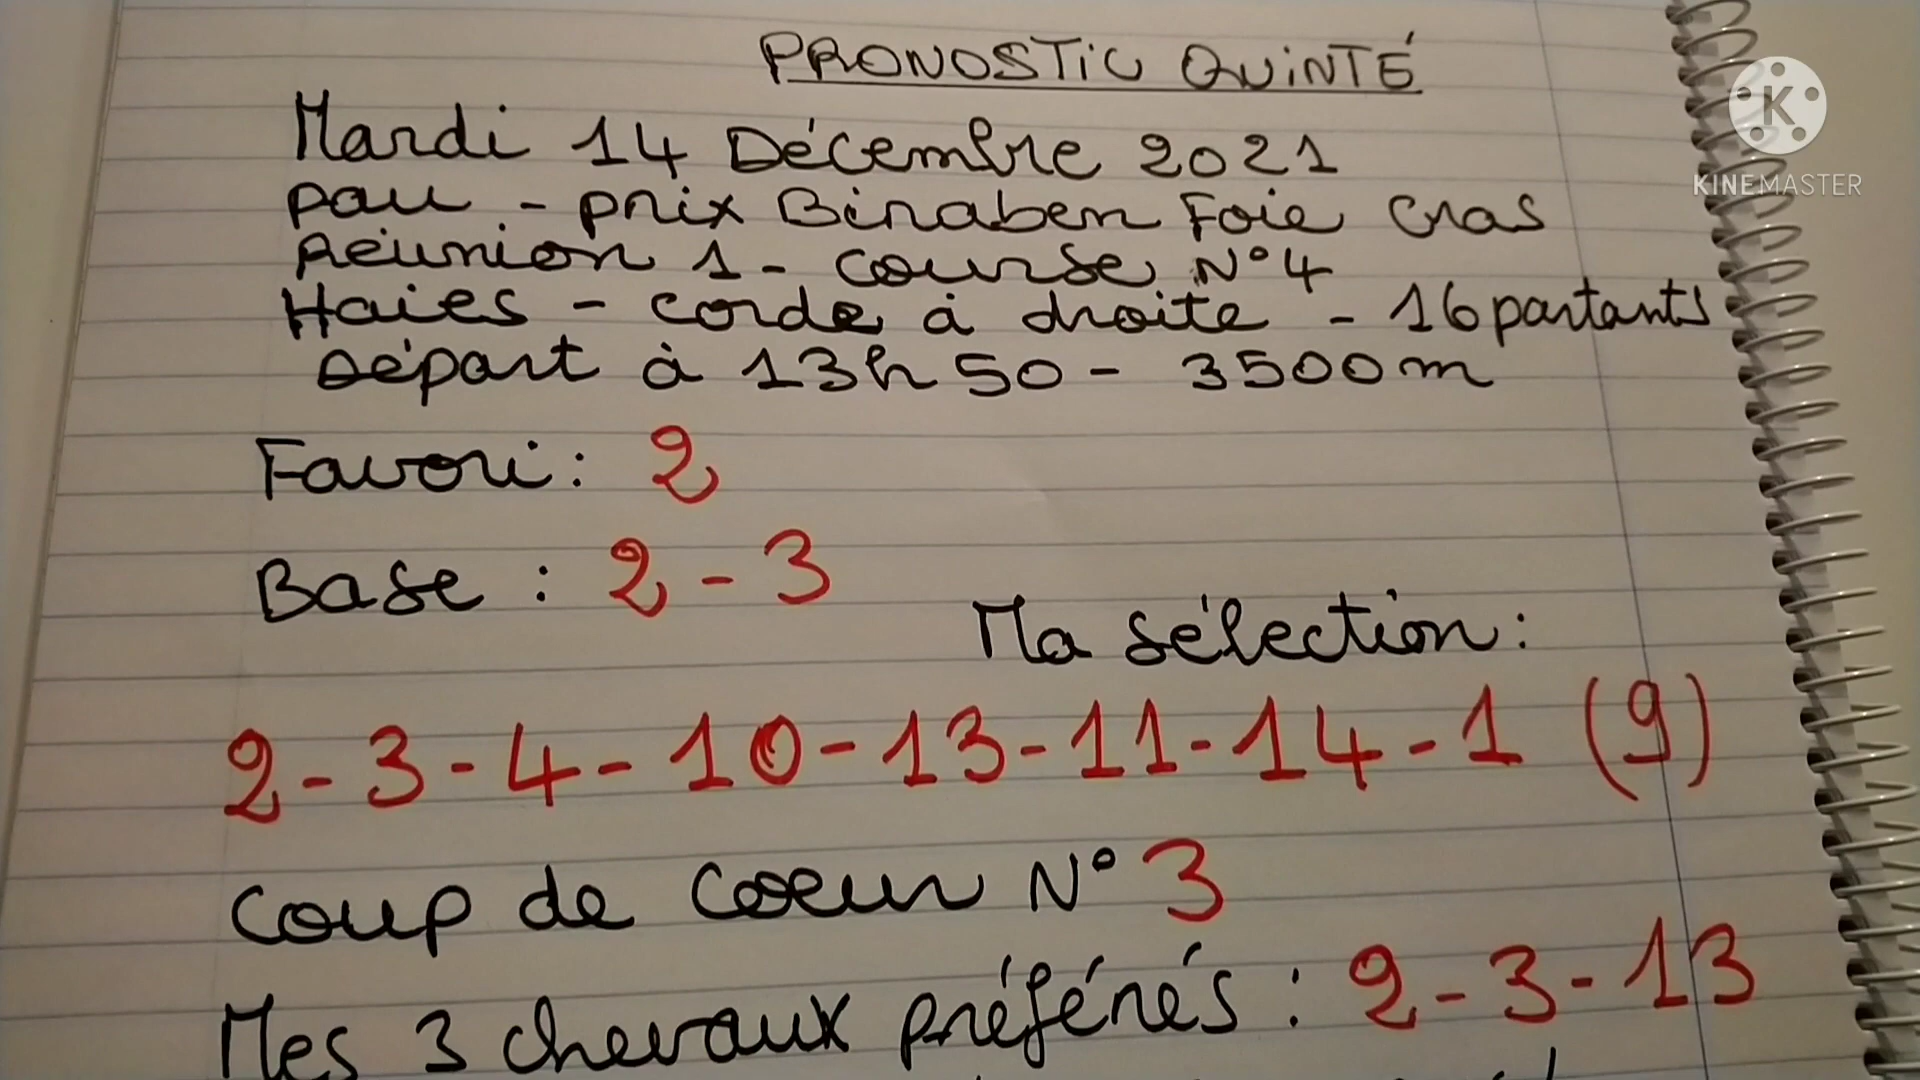 PRONOSTIC QUINTÉ
Mardi 14 Décembre 2021
Pau - prix Biraben Foie Gras
Réunion 1 - course N°4
Haies - corde à droite - 16 partants
Départ à 13h50 - 3500m
Favori : 2
Base : 2 - 3
Ma sélection :
2 - 3 - 4 - 10 - 13 - 11 - 14 - 1 (9)
Coup de coeur N° 3
Mes 3 chevaux préférés : 2 - 3 - 13
KINEMASTER